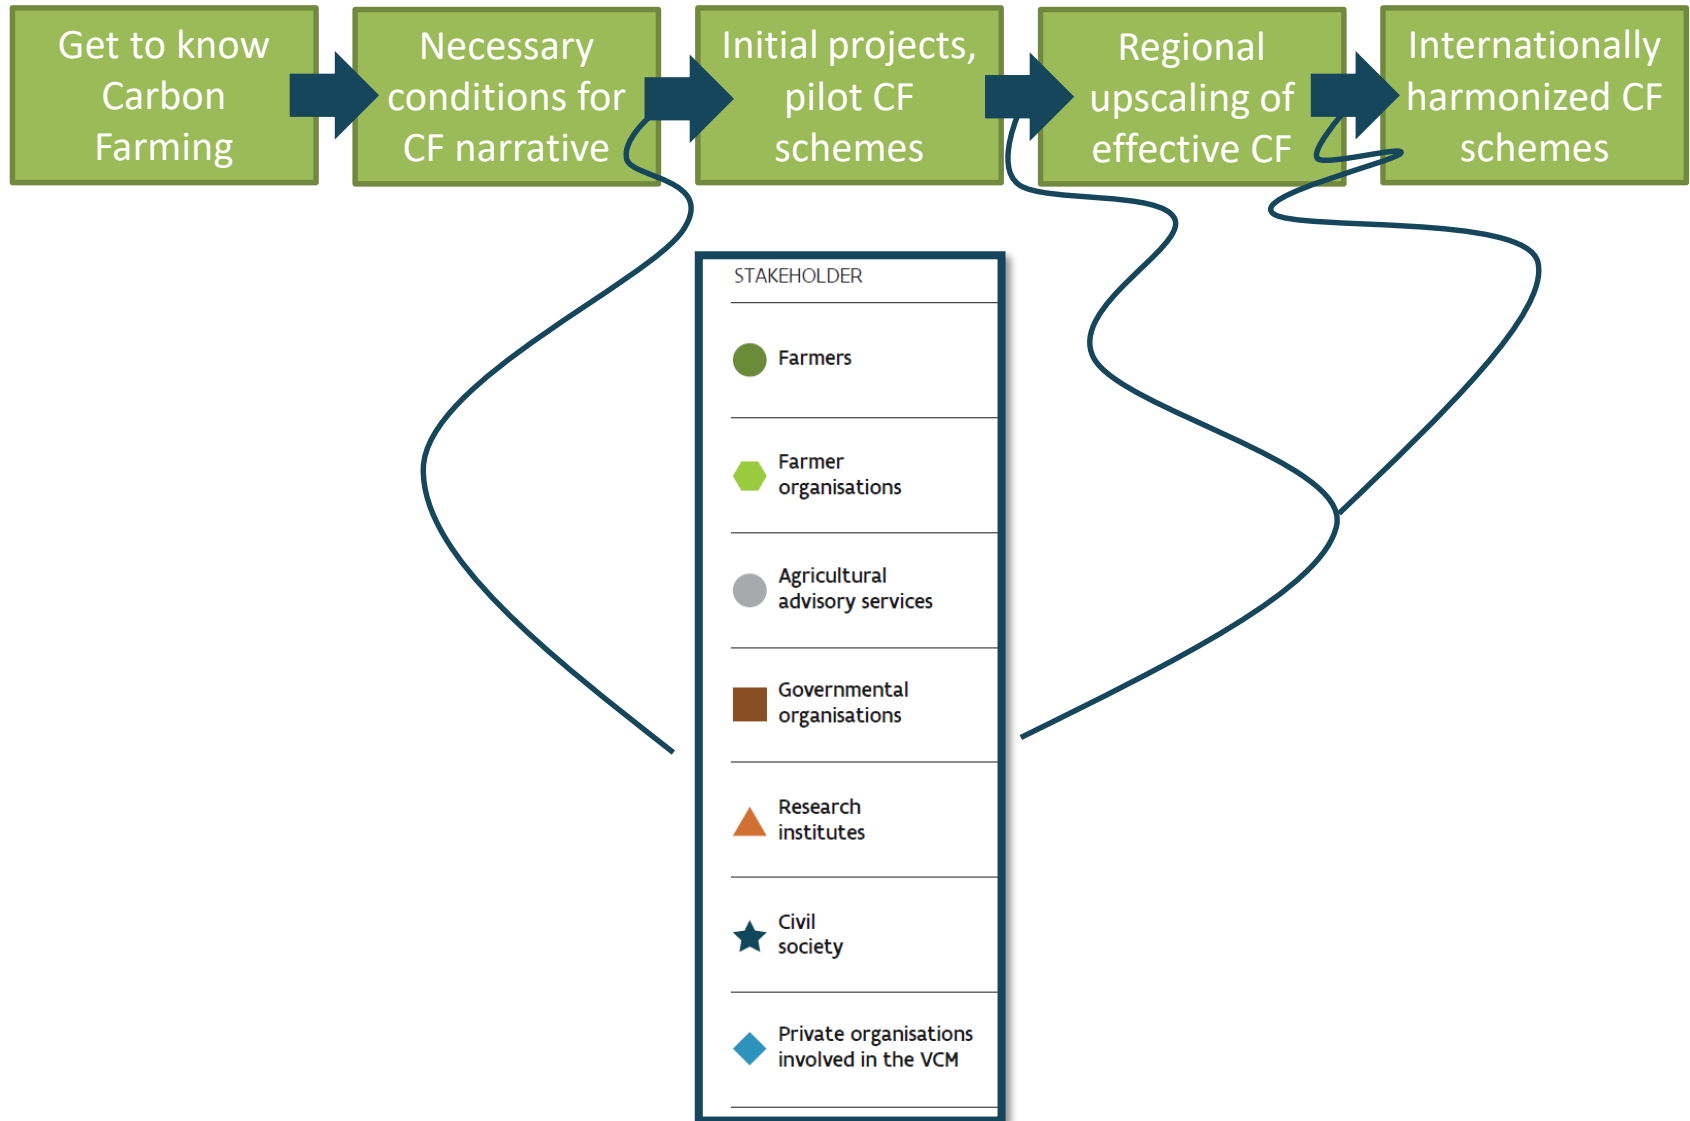 Get to know
Carbon
Farming
Necessary
conditions for
CF narrative
Initial projects,
pilot CF
schemes
Regional
upscaling of
effective CF
Internationally
harmonized CF
schemes
STAKEHOLDER
Farmers
Farmer
organisations
Agricultural
advisory services
Governmental
organisations
Research
institutes
Civil
society
Private organisations
involved in the VCM